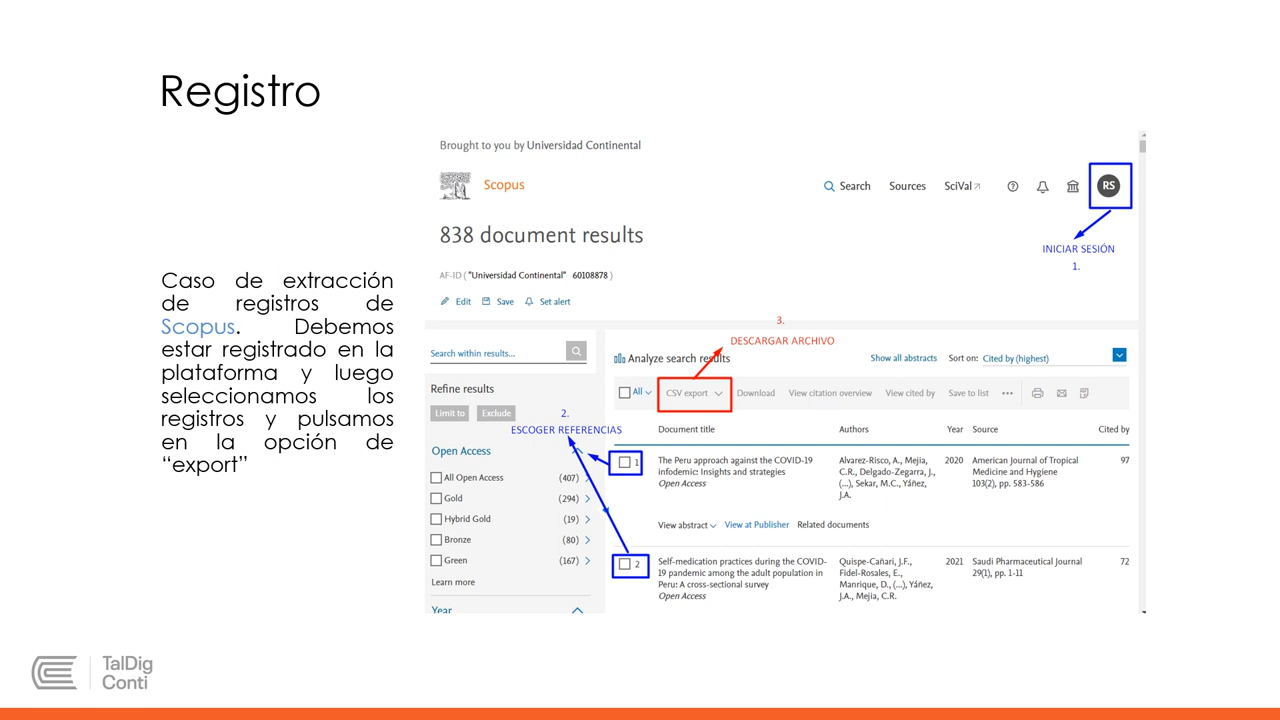 Registro
Caso de extracción
de registros de
Scopus. Debemos
estar registrado en la
plataforma y luego
seleccionamos los
registros y pulsamos
en la opción de
“export”
Brought to you by Universidad Continental
Scopus
Search Sources SciVal
RS
INICIAR SESIÓN
1.
838 document results
AF-ID ( "Universidad Continental" 60108878 )
Edit Save Set alert
3.
DESCARGAR ARCHIVO
Search within results...
Analyze search results
Show all abstracts Sort on: Cited by (highest)
Refine results
Limit to Exclude
All CSV export Download View citation overview View cited by Save to list
2.
ESCOGER REFERENCIAS
Document title Authors Year Source Cited by
Open Access
All Open Access (407)
Gold (294)
Hybrid Gold (19)
Bronze (80)
Green (167)
Learn more
Year
1 The Peru approach against the COVID-19 Alvarez-Risco, A., Mejia, 2020 American Journal of Tropical 97
infodemic: Insights and strategies C.R., Delgado-Zegarra, J., Medicine and Hygiene
Open Access (...), Sekar, M.C., Yáñez, 103(2), pp. 583-586
J.A.
View abstract View at Publisher Related documents
2 Self-medication practices during the COVID- Quispe-Cañari, J.F., 2021 Saudi Pharmaceutical Journal 72
19 pandemic among the adult population in Fidel-Rosales, E., 29(1), pp. 1-11
Peru: A cross-sectional survey Manrique, D., (...), Yáñez,
Open Access J.A., Mejia, C.R.
TalDig
Conti